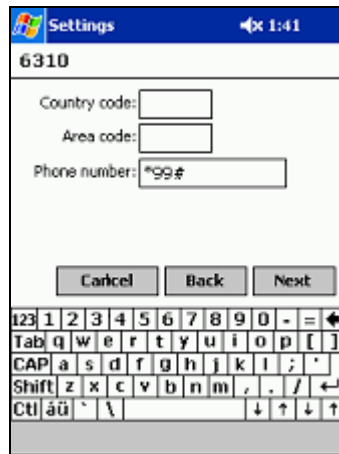 Settings 1:41
6310
Country code:
Area code:
Phone number: *99#
Cancel Back Next
123 1 2 3 4 5 6 7 8 9 0 - = 
Tab q w e r t y u i o p [ ]
CAP a s d f g h j k l ; '
Shift z x c v b n m , . / ↵
Ctl áü ` \ ↓ ↑ ↓ ↑